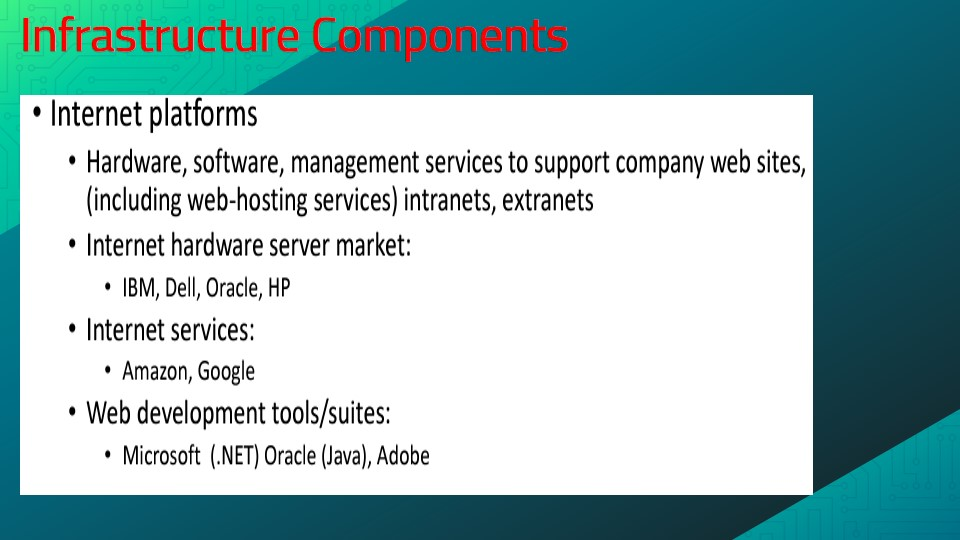 Infrastructure Components
• Internet platforms
• Hardware, software, management services to support company web sites,
(including web-hosting services) intranets, extranets
• Internet hardware server market:
• IBM, Dell, Oracle, HP
• Internet services:
• Amazon, Google
• Web development tools/suites:
• Microsoft  (.NET) Oracle (Java), Adobe